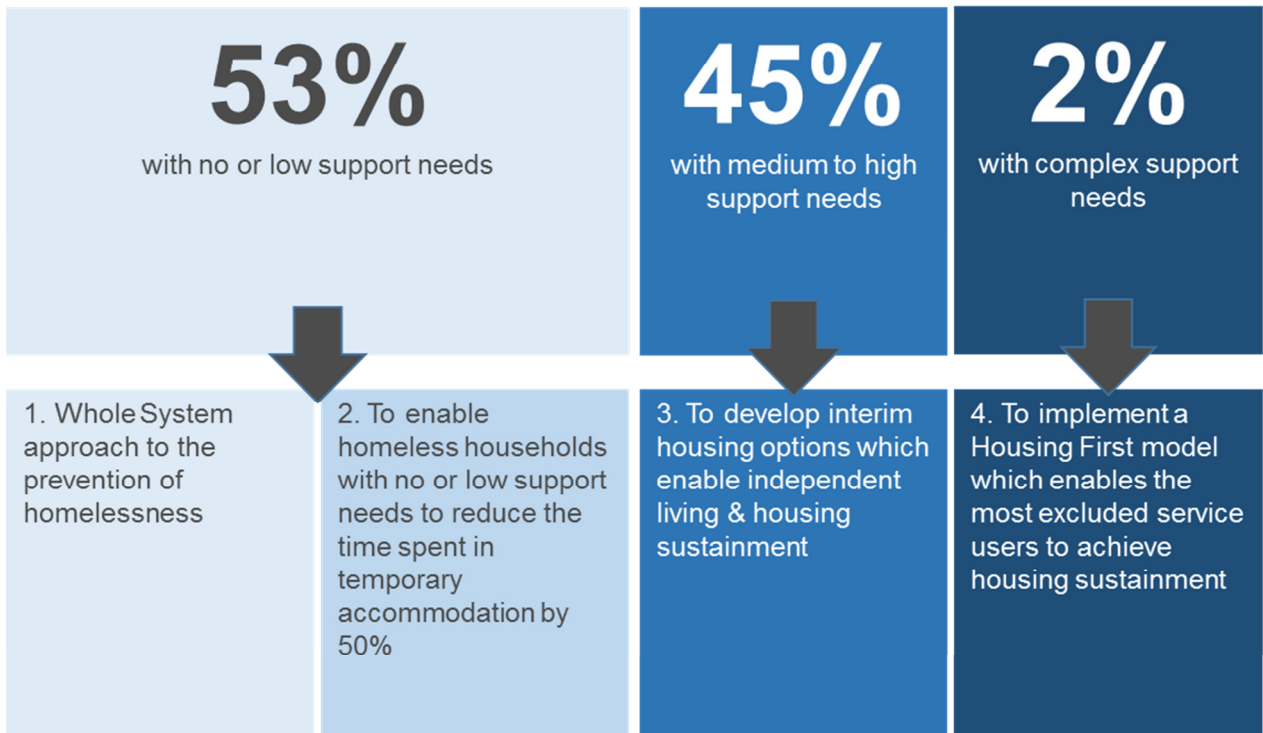 53%
with no or low support needs
45%
with medium to high
support needs
2%
with complex support
needs
1. Whole System
approach to the
prevention of
homelessness
2. To enable
homeless households
with no or low support
needs to reduce the
time spent in
temporary
accommodation by
50%
3. To develop interim
housing options which
enable independent
living & housing
sustainment
4. To implement a
Housing First model
which enables the
most excluded service
users to achieve
housing sustainment